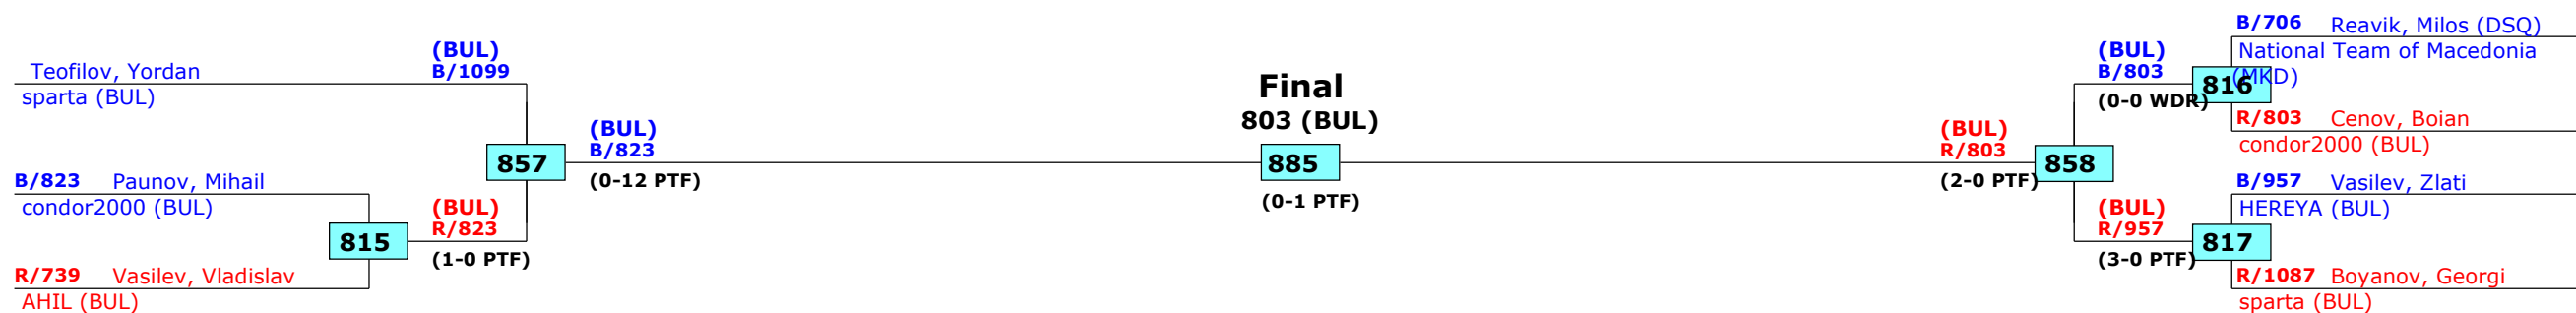 (BUL)
B/1099
Teofilov, Yordan
sparta (BUL)
857
(BUL)
B/823
(0-12 PTF)
B/823 Paunov, Mihail
condor2000 (BUL)
815
(BUL)
R/823
(1-0 PTF)
R/739 Vasilev, Vladislav
AHIL (BUL)
Final
803 (BUL)
885
(0-1 PTF)
(BUL)
R/803
(2-0 PTF)
858
(BUL)
B/803
(0-0 WDR)
816
B/706 Reavik, Milos (DSQ)
National Team of Macedonia
(MKD)
R/803 Cenov, Boian
condor2000 (BUL)
(BUL)
R/957
(3-0 PTF)
817
B/957 Vasilev, Zlati
HEREYA (BUL)
R/1087 Boyanov, Georgi
sparta (BUL)